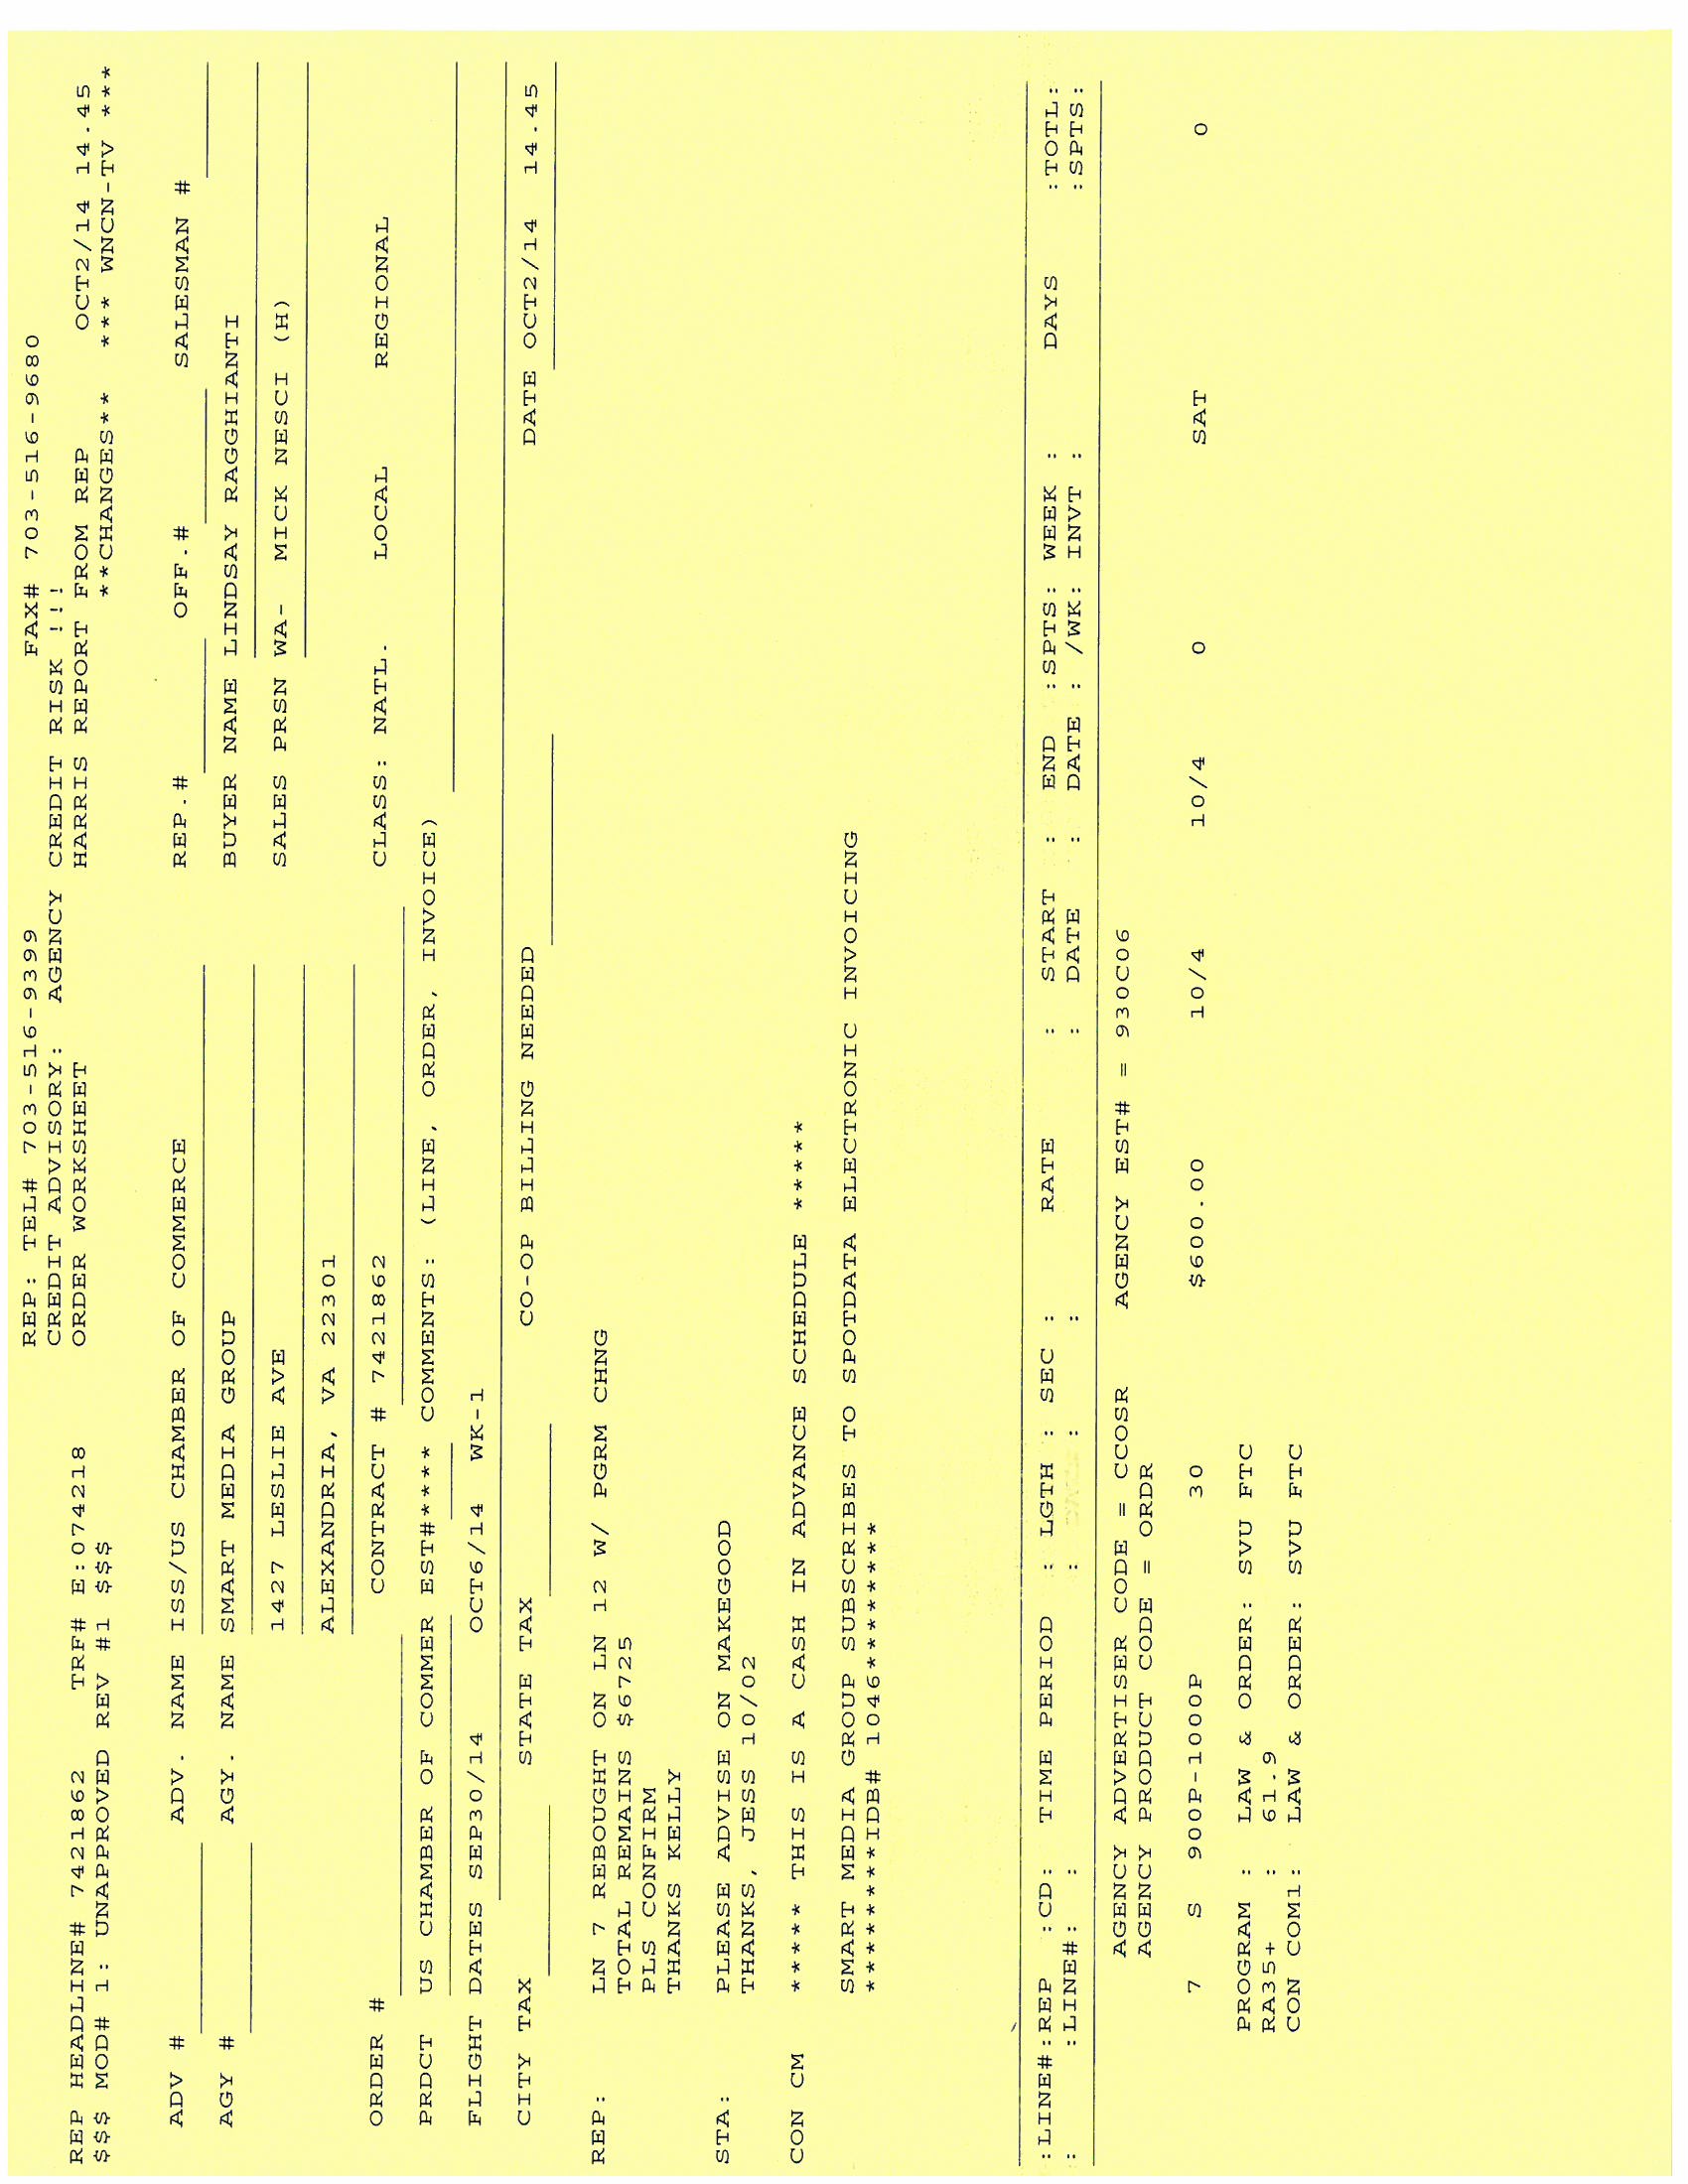 REP: TEL# 703-516-9399 FAX# 703-516-9680
CREDIT ADVISORY: AGENCY CREDIT RISK !!!
REP HEADLINE# 7421862 TRF# E:074218 ORDER WORKSHEET HARRIS REPORT FROM REP OCT2/14 14.45
$$$ MOD# 1: UNAPPROVED REV #1 $$$ **CHANGES** *** WNCN-TV ***
ADV # ADV. NAME ISS/US CHAMBER OF COMMERCE REP.# OFF.# SALESMAN #
AGY # AGY. NAME SMART MEDIA GROUP BUYER NAME LINDSAY RAGGHIANTI
1427 LESLIE AVE SALES PRSN WA- MICK NESCI (H)
ALEXANDRIA, VA 22301
ORDER # CONTRACT # 7421862 CLASS: NATL. LOCAL REGIONAL
PRDCT US CHAMBER OF COMMER EST#**** COMMENTS: (LINE, ORDER, INVOICE)
FLIGHT DATES SEP30/14 OCT6/14 WK-1
CITY TAX STATE TAX CO-OP BILLING NEEDED DATE OCT2/14 14.45
REP: LN 7 REBOUGHT ON LN 12 W/ PGRM CHNG
TOTAL REMAINS $6725
PLS CONFIRM
THANKS KELLY
STA: PLEASE ADVISE ON MAKEGOOD
THANKS, JESS 10/02
CON CM ***** THIS IS A CASH IN ADVANCE SCHEDULE *****
SMART MEDIA GROUP SUBSCRIBES TO SPOTDATA ELECTRONIC INVOICING
**********IDB# 1046**********
:LINE#:REP :CD: TIME PERIOD : LGTH : SEC : RATE : START : END :SPTS: WEEK : DAYS :TOTL:
: :LINE#: : : : : : DATE : DATE : /WK: INVT : :SPTS:
AGENCY ADVERTISER CODE = CCOSR AGENCY EST# = 930C06
AGENCY PRODUCT CODE = ORDR
7 S 900P-1000P 30 $600.00 10/4 10/4 0 SAT 0
PROGRAM : LAW & ORDER: SVU FTC
RA35+ : 61.9
CON COM1: LAW & ORDER: SVU FTC